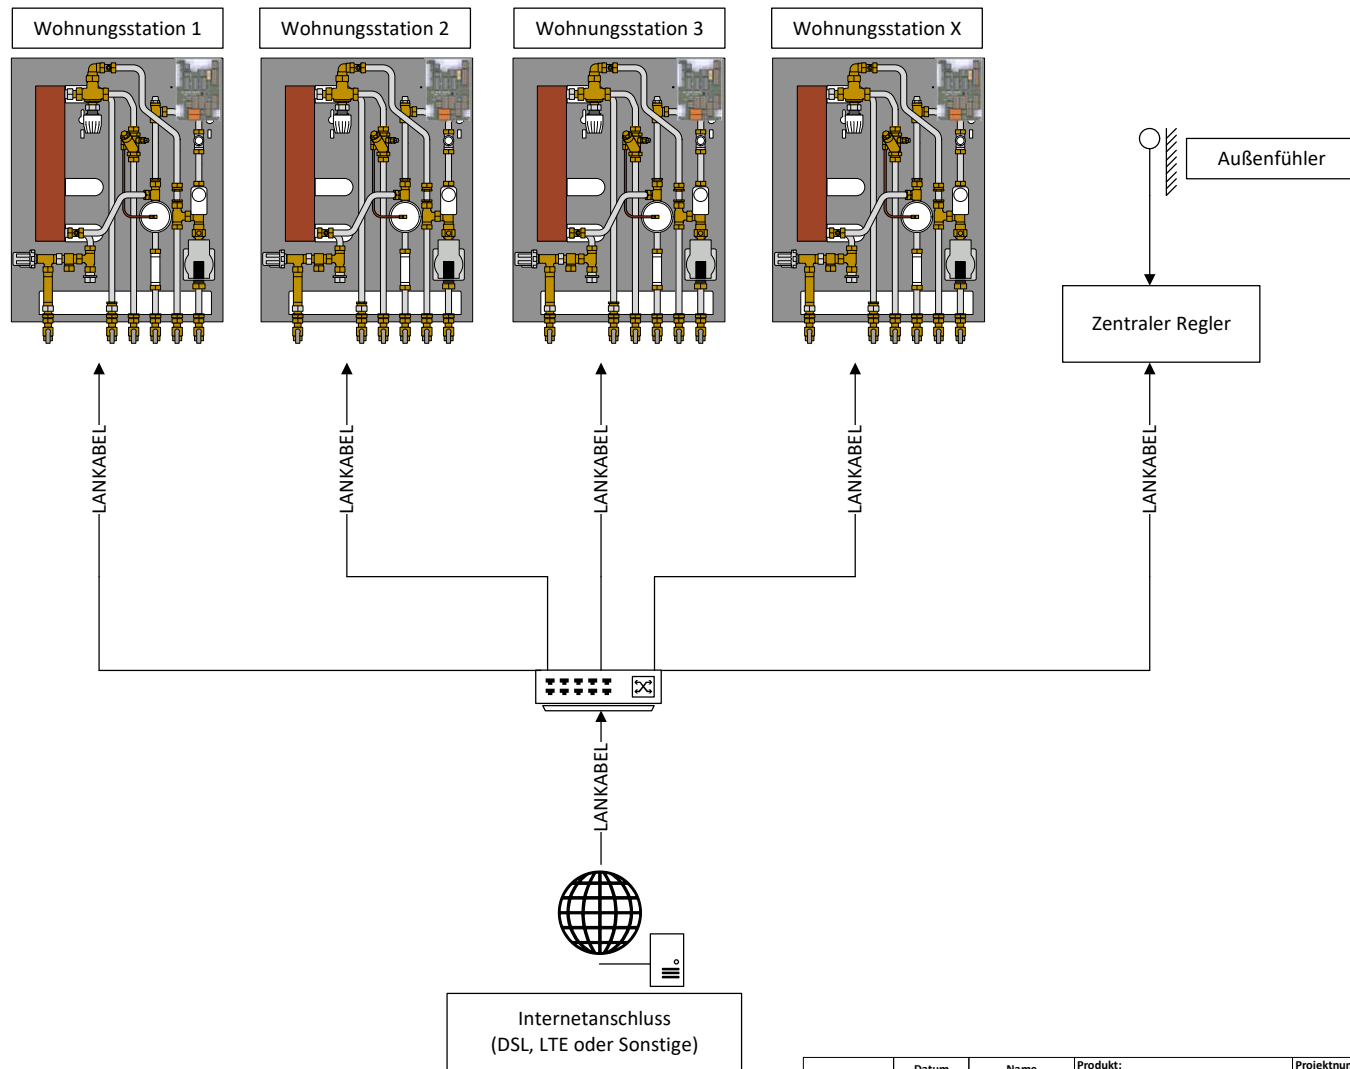 Wohnungsstation 1
Wohnungsstation 2
Wohnungsstation 3
Wohnungsstation X
Außenfühler
Zentraler Regler
LANKABEL
LANKABEL
LANKABEL
LANKABEL
LANKABEL
LANKABEL
Internetanschluss
(DSL, LTE oder Sonstige)
Datum
Name
Produkt:
Projektnum